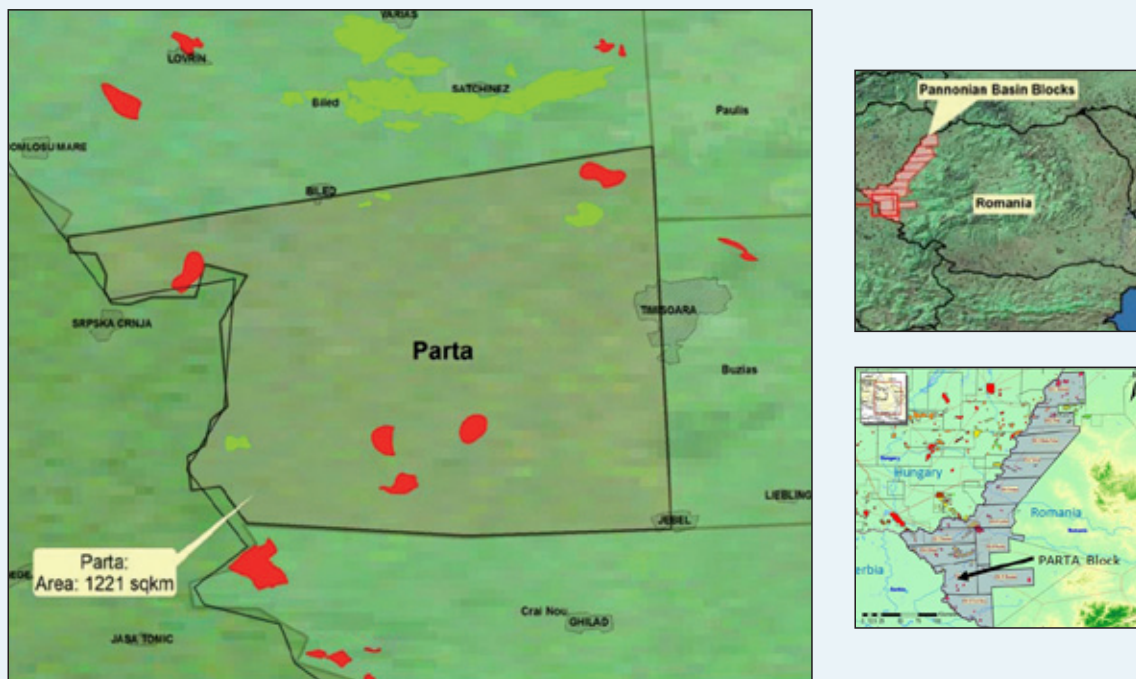 VARIAS
LOVRIN
SATCHINEZ
Biled
Paulis
OMLOSU MARE
BILED
TIMISOARA
SRPSKA CRNJA
Parta
Buzias
LIEBLING
JEBEL
Parta:
Area: 1221 sqkm
Crai Nou
GHILAD
JASA TOMIC
Pannonian Basin Blocks
Romania
Hungary
Romania
erbia
PARTA Block